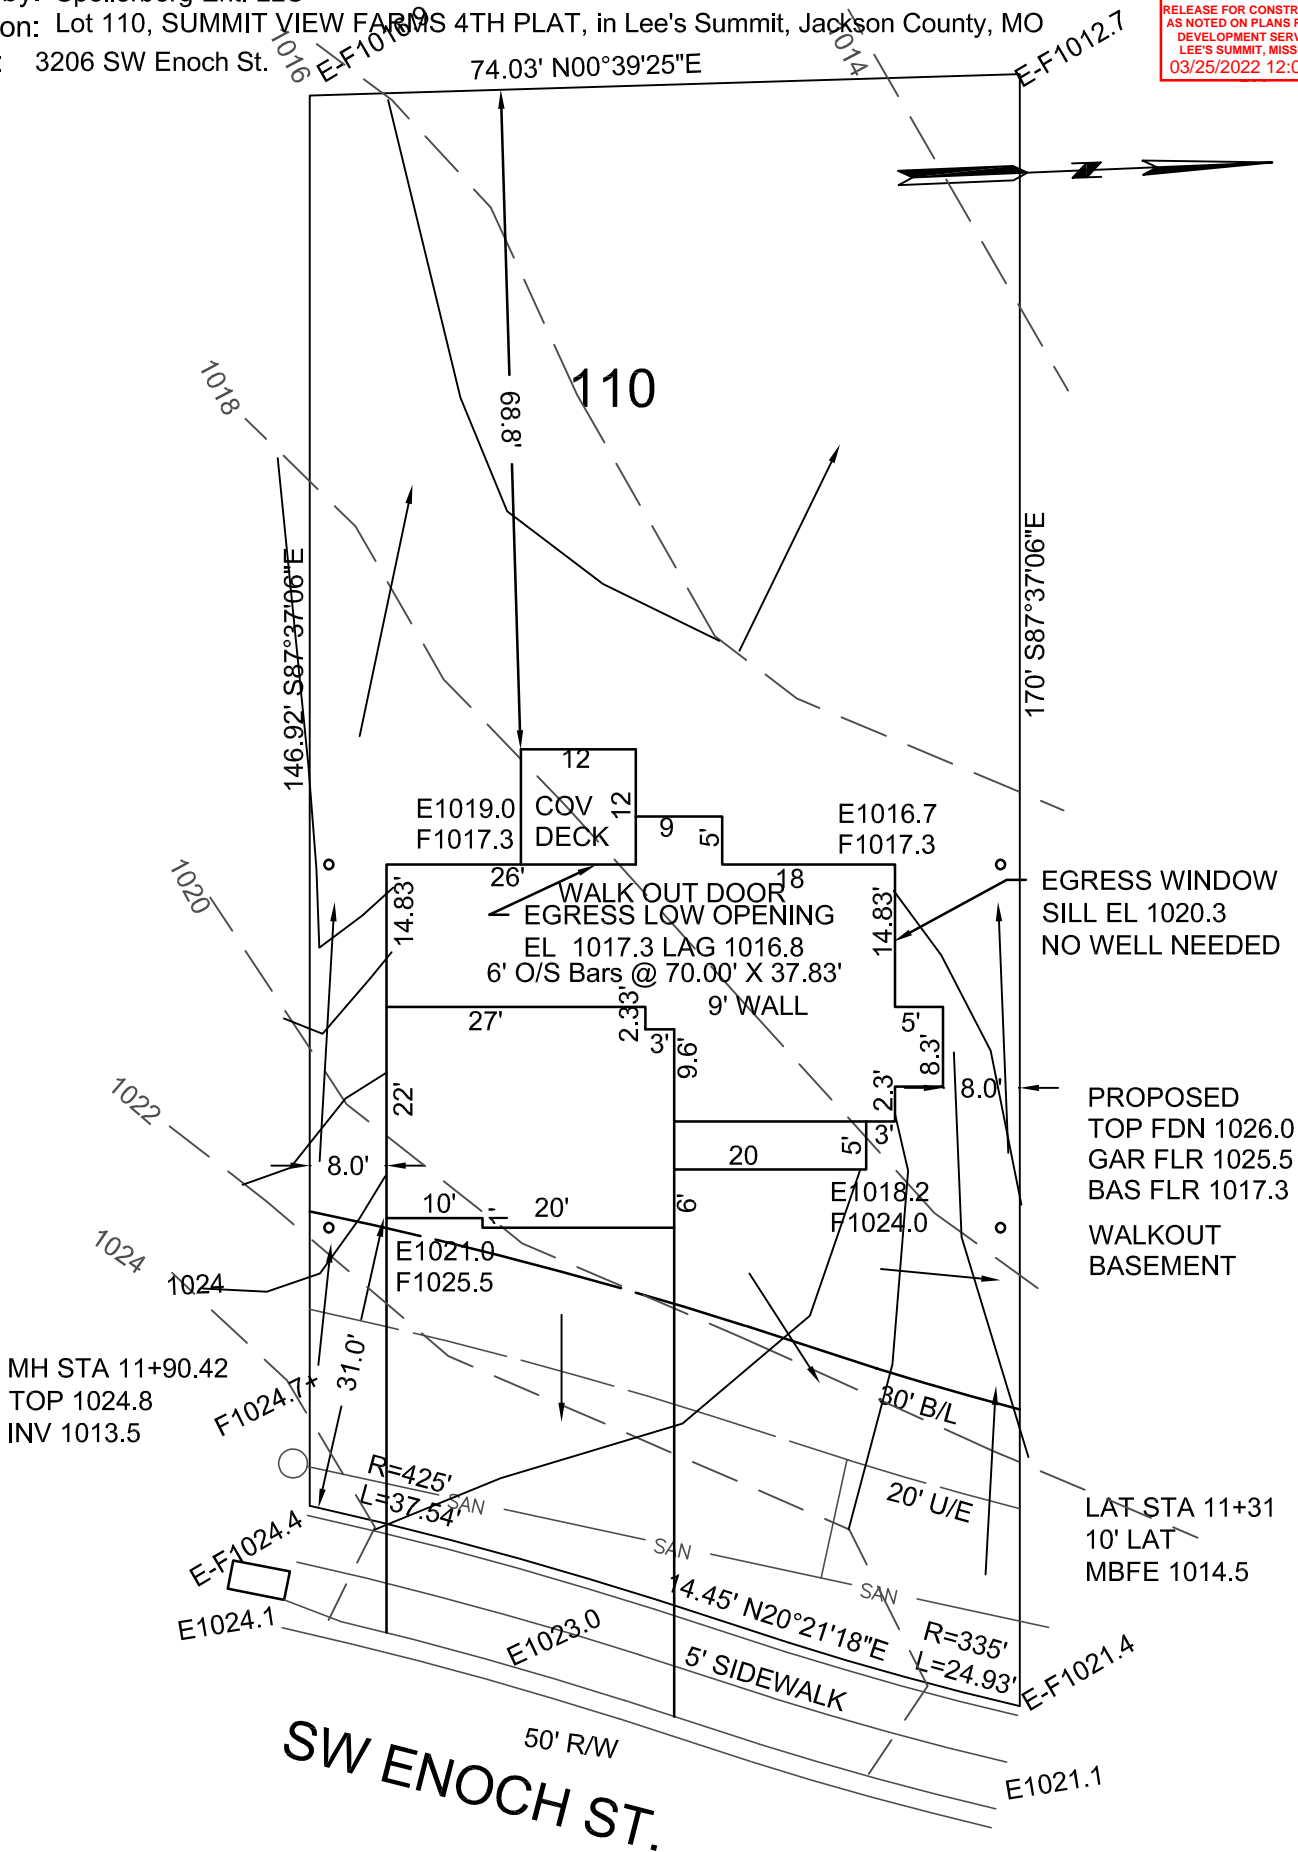 by: Spellerberg Ent. LLC
on: Lot 110, SUMMIT VIEW FARMS 4TH PLAT, in Lee's Summit, Jackson County, MO
: 3206 SW Enoch St.
RELEASE FOR CONSTR
AS NOTED ON PLANS
DEVELOPMENT SERV
LEE'S SUMMIT, MISS
03/25/2022 12:0
1016
E-F1016.9
74.03' N00°39'25"E
1014
E-F1012.7
N
110
68.8'
1018
146.92' S87°37'06"E
170' S87°37'06"E
12
12
COV
DECK
E1019.0
F1017.3
9
5'
E1016.7
F1017.3
26'
18
1020
14.83'
14.83'
WALK OUT DOOR
EGRESS LOW OPENING
EL 1017.3 LAG 1016.8
6' O/S Bars @ 70.00' X 37.83'
9' WALL
EGRESS WINDOW
SILL EL 1020.3
NO WELL NEEDED
27'
2.33'
3'
9.6'
5'
8.3'
2.3'
8.0'
1022
22'
8.0'
PROPOSED
TOP FDN 1026.0
GAR FLR 1025.5
BAS FLR 1017.3
WALKOUT
BASEMENT
20
5'
3'
6'
10'
1'
20'
E1018.2
F1024.0
E1021.0
F1025.5
1024
1024
31.0'
MH STA 11+90.42
TOP 1024.8
INV 1013.5
F1024.7+
30' B/L
20' U/E
R=425'
L=37.54'
SAN
SAN
SAN
LAT STA 11+31
10' LAT
MBFE 1014.5
E-F1024.4
E1024.1
E1023.0
14.45' N20°21'18"E
R=335'
L=24.93'
E-F1021.4
5' SIDEWALK
50' R/W
E1021.1
SW ENOCH ST.